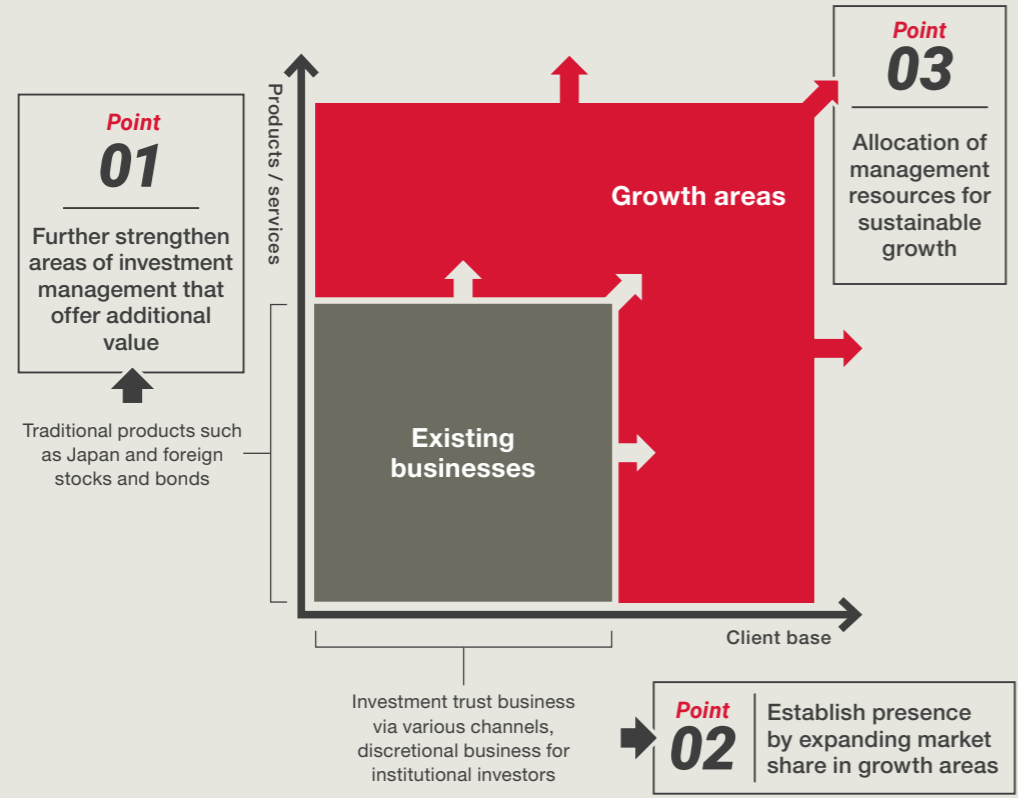 Point
01
Further strengthen
areas of investment
management that
offer additional
value
Traditional products such
as Japan and foreign
stocks and bonds
Products / services
Growth areas
Existing
businesses
Point
03
Allocation of
management
resources for
sustainable
growth
Client base
Investment trust business
via various channels,
discretional business for
institutional investors
Point
02
Establish presence
by expanding market
share in growth areas